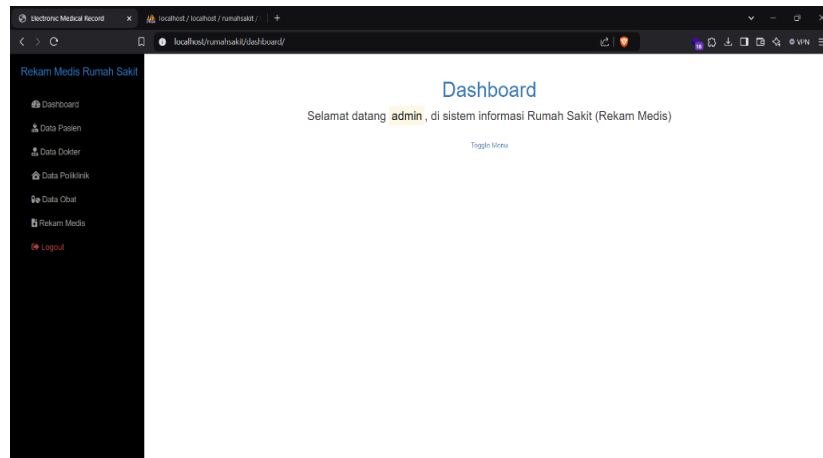 Electronic Medical Record
localhost / localhost / rumahsakit /
localhost/rumahsakit/dashboard/
18
VPN
Rekam Medis Rumah Sakit
Dashboard
Data Pasien
Data Dokter
Data Poliklinik
Data Obat
Rekam Medis
Logout
Dashboard
Selamat datang admin , di sistem informasi Rumah Sakit (Rekam Medis)
Toggle Menu